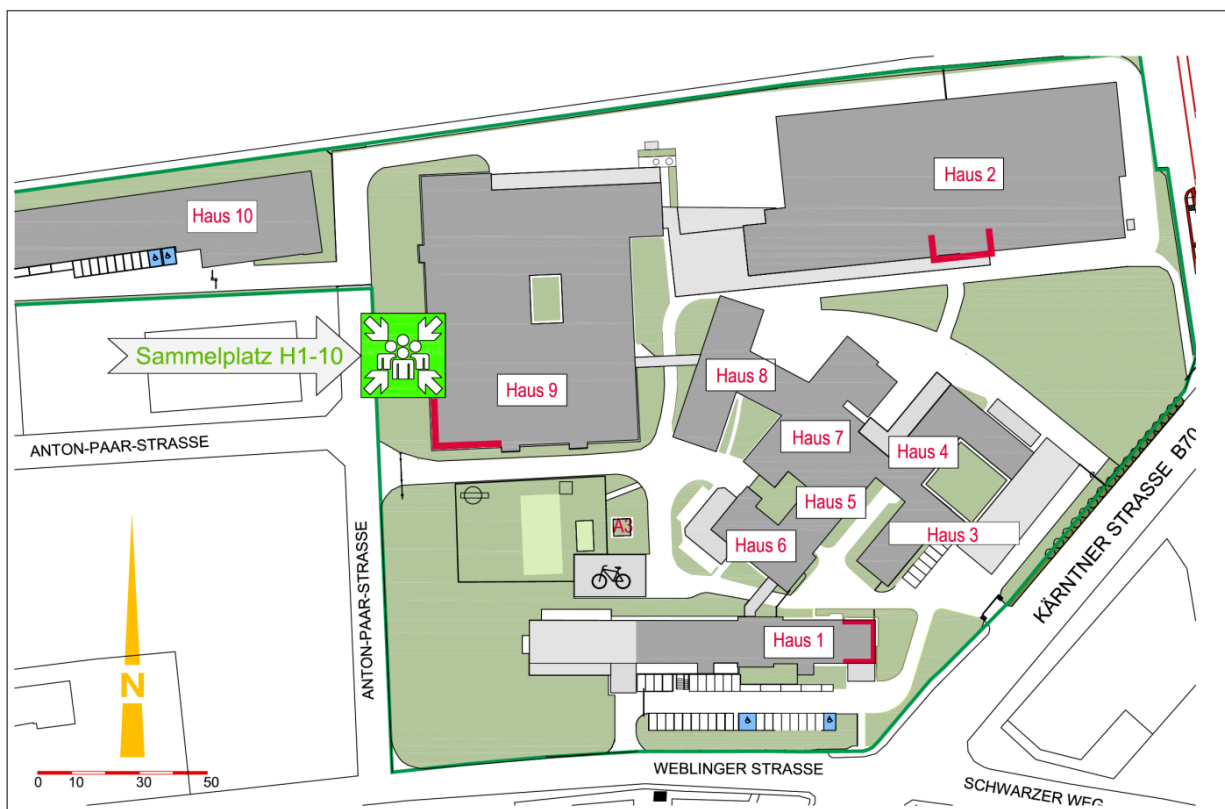 Haus 2
Haus 10
Sammelplatz H1-10
Haus 8
Haus 9
Haus 7
Haus 4
ANTON-PAAR-STRASSE
Haus 5
A3
Haus 3
Haus 6
KÄRNTNER STRASSE B70
ANTON-PAAR-STRASSE
Haus 1
N
WEBLINGER STRASSE
0 10 30 50
SCHWARZER WEG